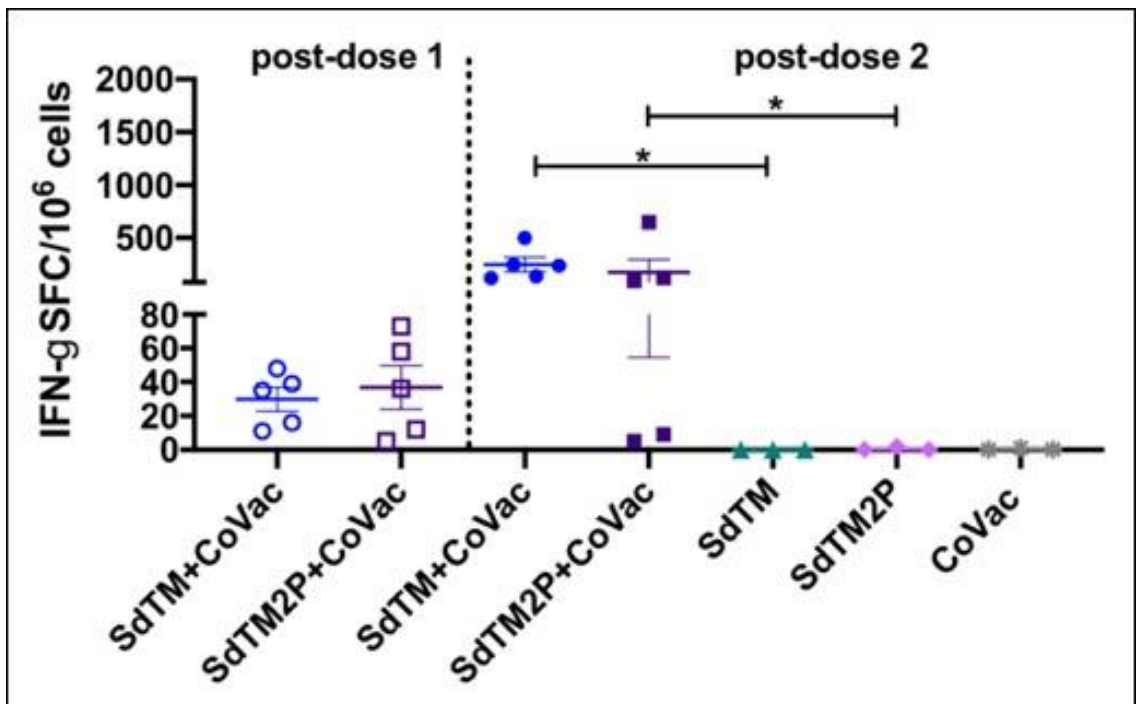 post-dose 1
post-dose 2
IFN-g SFC/10⁶ cells
2000
1500
1000
500
80
60
40
20
0
*
*
SdTM+CoVac
SdTM2P+CoVac
SdTM+CoVac
SdTM2P+CoVac
SdTM
SdTM2P
CoVac